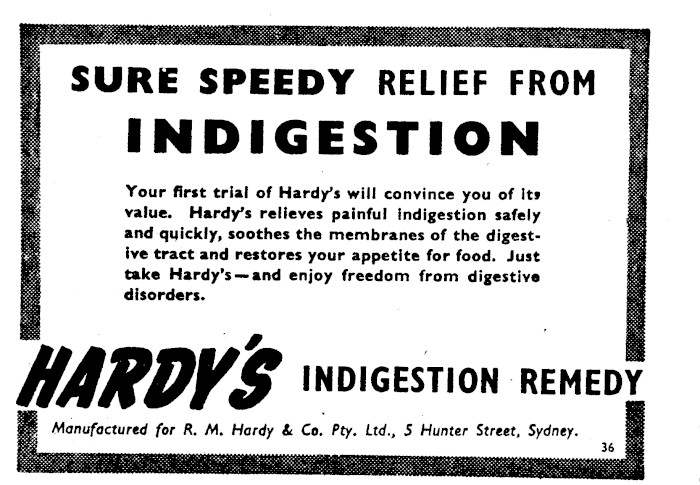 SURE SPEEDY RELIEF FROM
INDIGESTION
Your first trial of Hardy's will convince you of its
value. Hardy's relieves painful indigestion safely
and quickly, soothes the membranes of the digest-
ive tract and restores your appetite for food. Just
take Hardy's—and enjoy freedom from digestive
disorders.
HARDY'S INDIGESTION REMEDY
Manufactured for R. M. Hardy & Co. Pty. Ltd., 5 Hunter Street, Sydney.
36